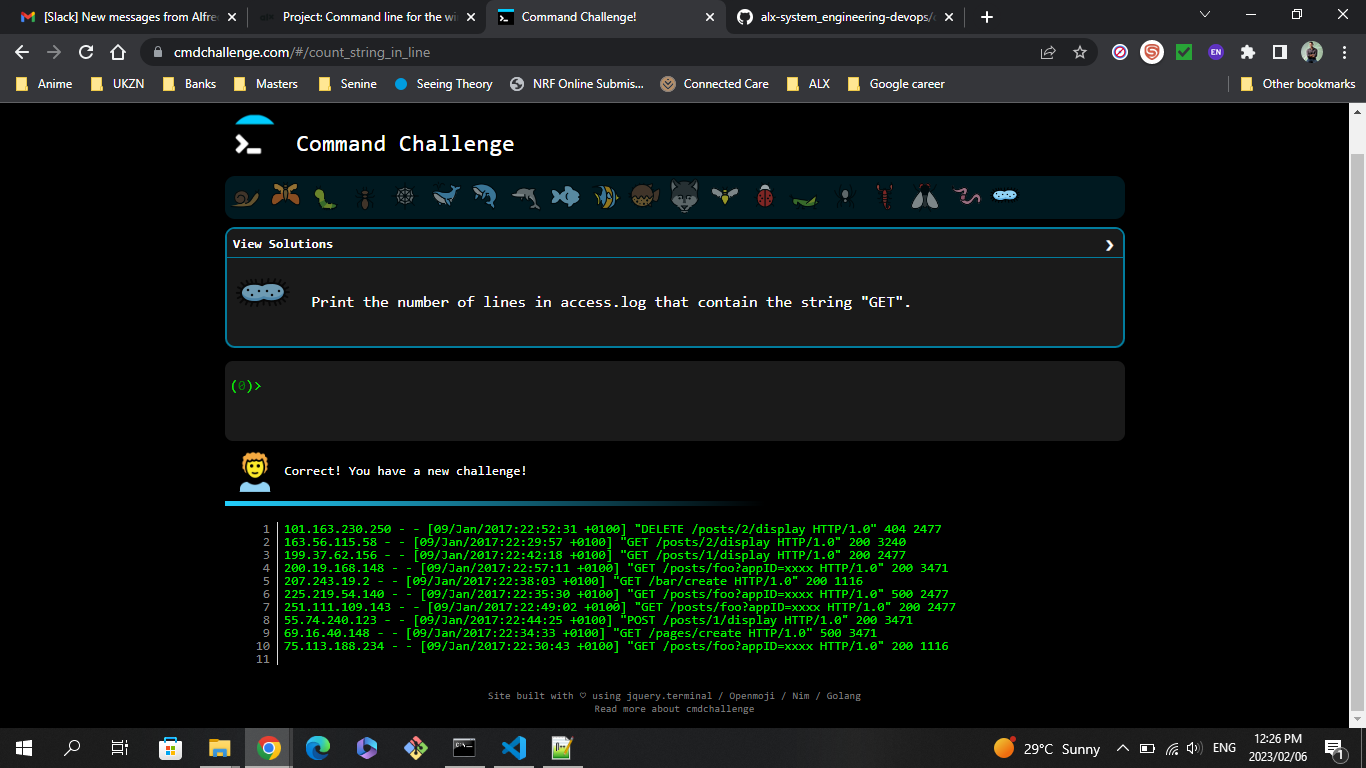 [Slack] New messages from Alfre
Project: Command line for the wi
Command Challenge!
alx-system_engineering-devops/
cmdchallenge.com/#/count_string_in_line
EN
Anime
UKZN
Banks
Masters
Senine
Seeing Theory
NRF Online Submis...
Connected Care
ALX
Google career
Other bookmarks
Command Challenge
View Solutions
Print the number of lines in access.log that contain the string "GET".
(0)>
Correct! You have a new challenge!
1 101.163.230.250 - - [09/Jan/2017:22:52:31 +0100] "DELETE /posts/2/display HTTP/1.0" 404 2477
2 163.56.115.58 - - [09/Jan/2017:22:29:57 +0100] "GET /posts/2/display HTTP/1.0" 200 3240
3 199.37.62.156 - - [09/Jan/2017:22:42:18 +0100] "GET /posts/1/display HTTP/1.0" 200 2477
4 200.19.168.148 - - [09/Jan/2017:22:57:11 +0100] "GET /posts/foo?appID=xxxx HTTP/1.0" 200 3471
5 207.243.19.2 - - [09/Jan/2017:22:38:03 +0100] "GET /bar/create HTTP/1.0" 200 1116
6 225.219.54.140 - - [09/Jan/2017:22:35:30 +0100] "GET /posts/foo?appID=xxxx HTTP/1.0" 500 2477
7 251.111.109.143 - - [09/Jan/2017:22:49:02 +0100] "GET /posts/foo?appID=xxxx HTTP/1.0" 200 2477
8 55.74.240.123 - - [09/Jan/2017:22:44:25 +0100] "POST /posts/1/display HTTP/1.0" 200 3471
9 69.16.40.148 - - [09/Jan/2017:22:34:33 +0100] "GET /pages/create HTTP/1.0" 500 3471
10 75.113.188.234 - - [09/Jan/2017:22:30:43 +0100] "GET /posts/foo?appID=xxxx HTTP/1.0" 200 1116
11
Site built with ♡ using jquery.terminal / Openmoji / Nim / Golang
Read more about cmdchallenge
29°C Sunny
ENG
12:26 PM
2023/02/06
1